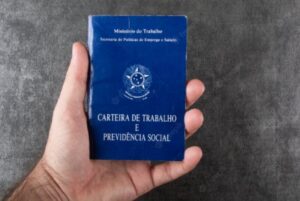 Ministério do Trabalho
Secretaria de Políticas de Emprego e Salário
CARTEIRA DE TRABALHO
E
PREVIDÊNCIA SOCIAL